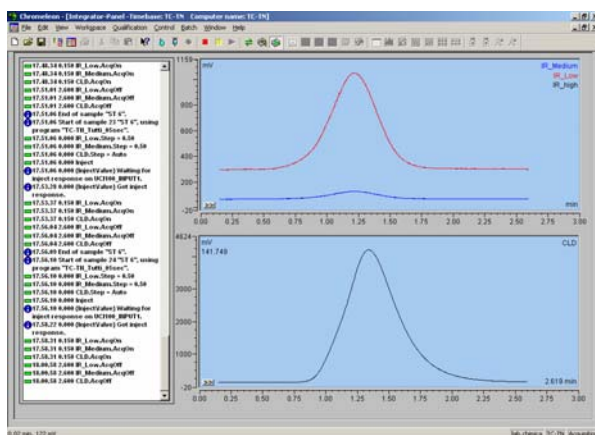 Chromeleon - [Integrator-Panel -Timebase: TC-TN Computer name: TC-TN]
File Edit View Workspace Qualification Control Batch Window Help
17.48.34 0.150 IR_Low.AcqOn
17.48.34 0.150 IR_Medium.AcqOn
17.48.34 0.150 CLD.AcqOn
17.51.01 2.600 IR_Low.AcqOff
17.51.01 2.600 IR_Medium.AcqOff
17.51.01 2.600 CLD.AcqOff
17.51.06 End of sample "ST 6".
17.51.06 Start of sample 23 "ST 6", using
17.51.06 0.000 IR_Low.Step = 0.50
17.51.06 0.000 IR_Medium.Step = 0.50
17.51.06 0.000 CLD.Step = Auto
17.51.06 0.000 Inject
17.51.06 0.000 {InjectValve} Waiting for
inject response on UCI100_INPUT1.
17.53.28 0.000 {InjectValve} Got inject
response.
17.53.37 0.150 IR_Low.AcqOn
17.53.37 0.150 IR_Medium.AcqOn
17.53.37 0.150 CLD.AcqOn
17.56.04 2.600 IR_Low.AcqOff
17.56.04 2.600 IR_Medium.AcqOff
17.56.04 2.600 CLD.AcqOff
17.56.09 End of sample "ST 6".
17.56.10 Start of sample 24 "ST 6", using
17.56.10 0.000 IR_Low.Step = 0.50
17.56.10 0.000 IR_Medium.Step = 0.50
17.56.10 0.000 CLD.Step = Auto
17.56.10 0.000 Inject
17.56.10 0.000 {InjectValve} Waiting for
inject response on UCI100_INPUT1.
17.58.22 0.000 {InjectValve} Got inject
response.
17.58.31 0.150 IR_Low.AcqOn
17.58.31 0.150 IR_Medium.AcqOn
17.58.31 0.150 CLD.AcqOn
18.00.58 2.600 IR_Low.AcqOff
18.00.58 2.600 IR_Medium.AcqOff
18.00.58 2.600 CLD.AcqOff
1159
mV
IR_Medium
IR_Low
IR_high
800
600
400
200
-20
>>
min
0.00 0.25 0.50 0.75 1.00 1.25 1.50 1.75 2.00 2.25 2.50 2.75 3.00
4624
mV
141.749
CLD
3000
2000
1000
-20
>>
2.618 min
0.00 0.25 0.50 0.75 1.00 1.25 1.50 1.75 2.00 2.25 2.50 2.75 3.00